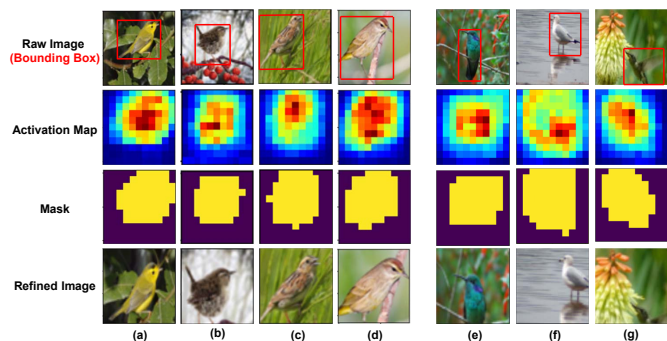 Raw Image
(Bounding Box)
Activation Map
Mask
Refined Image
(a)
(b)
(c)
(d)
(e)
(f)
(g)